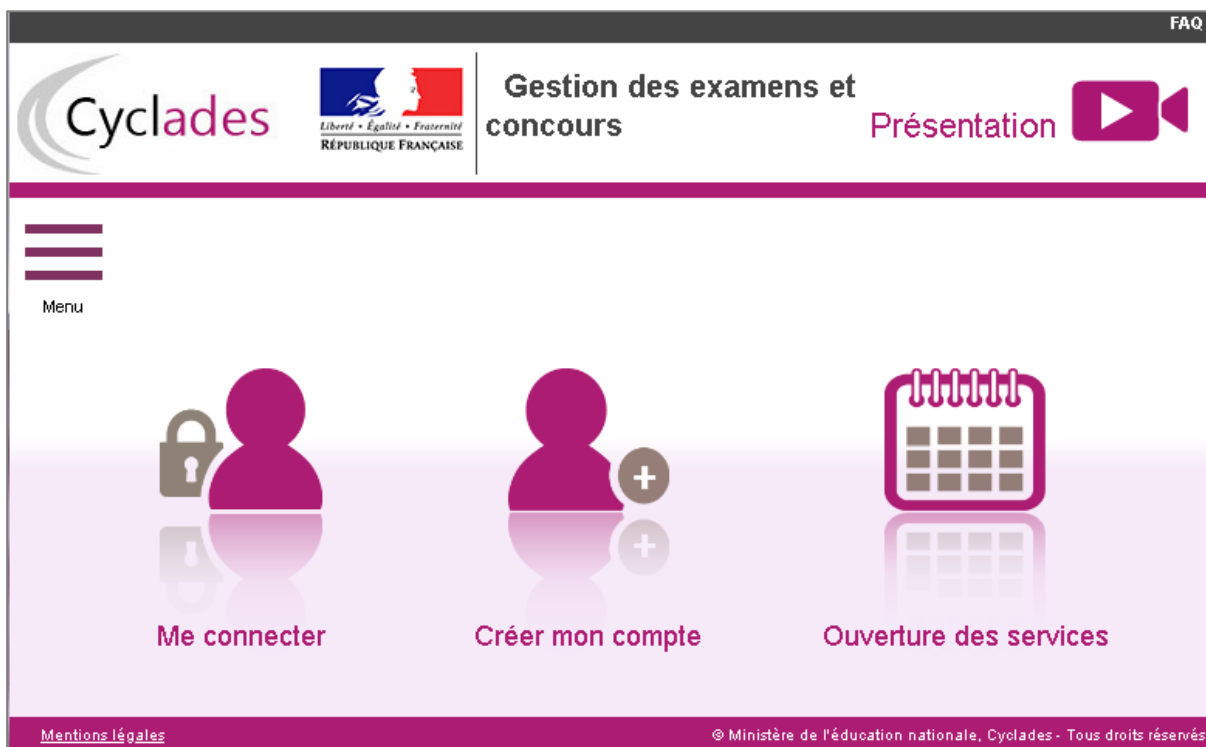 FAQ
Cyclades
Liberté • Égalité • Fraternité
RÉPUBLIQUE FRANÇAISE
Gestion des examens et
concours
Présentation
Menu
Me connecter
Créer mon compte
Ouverture des services
Mentions légales
© Ministère de l'éducation nationale, Cyclades - Tous droits réservés